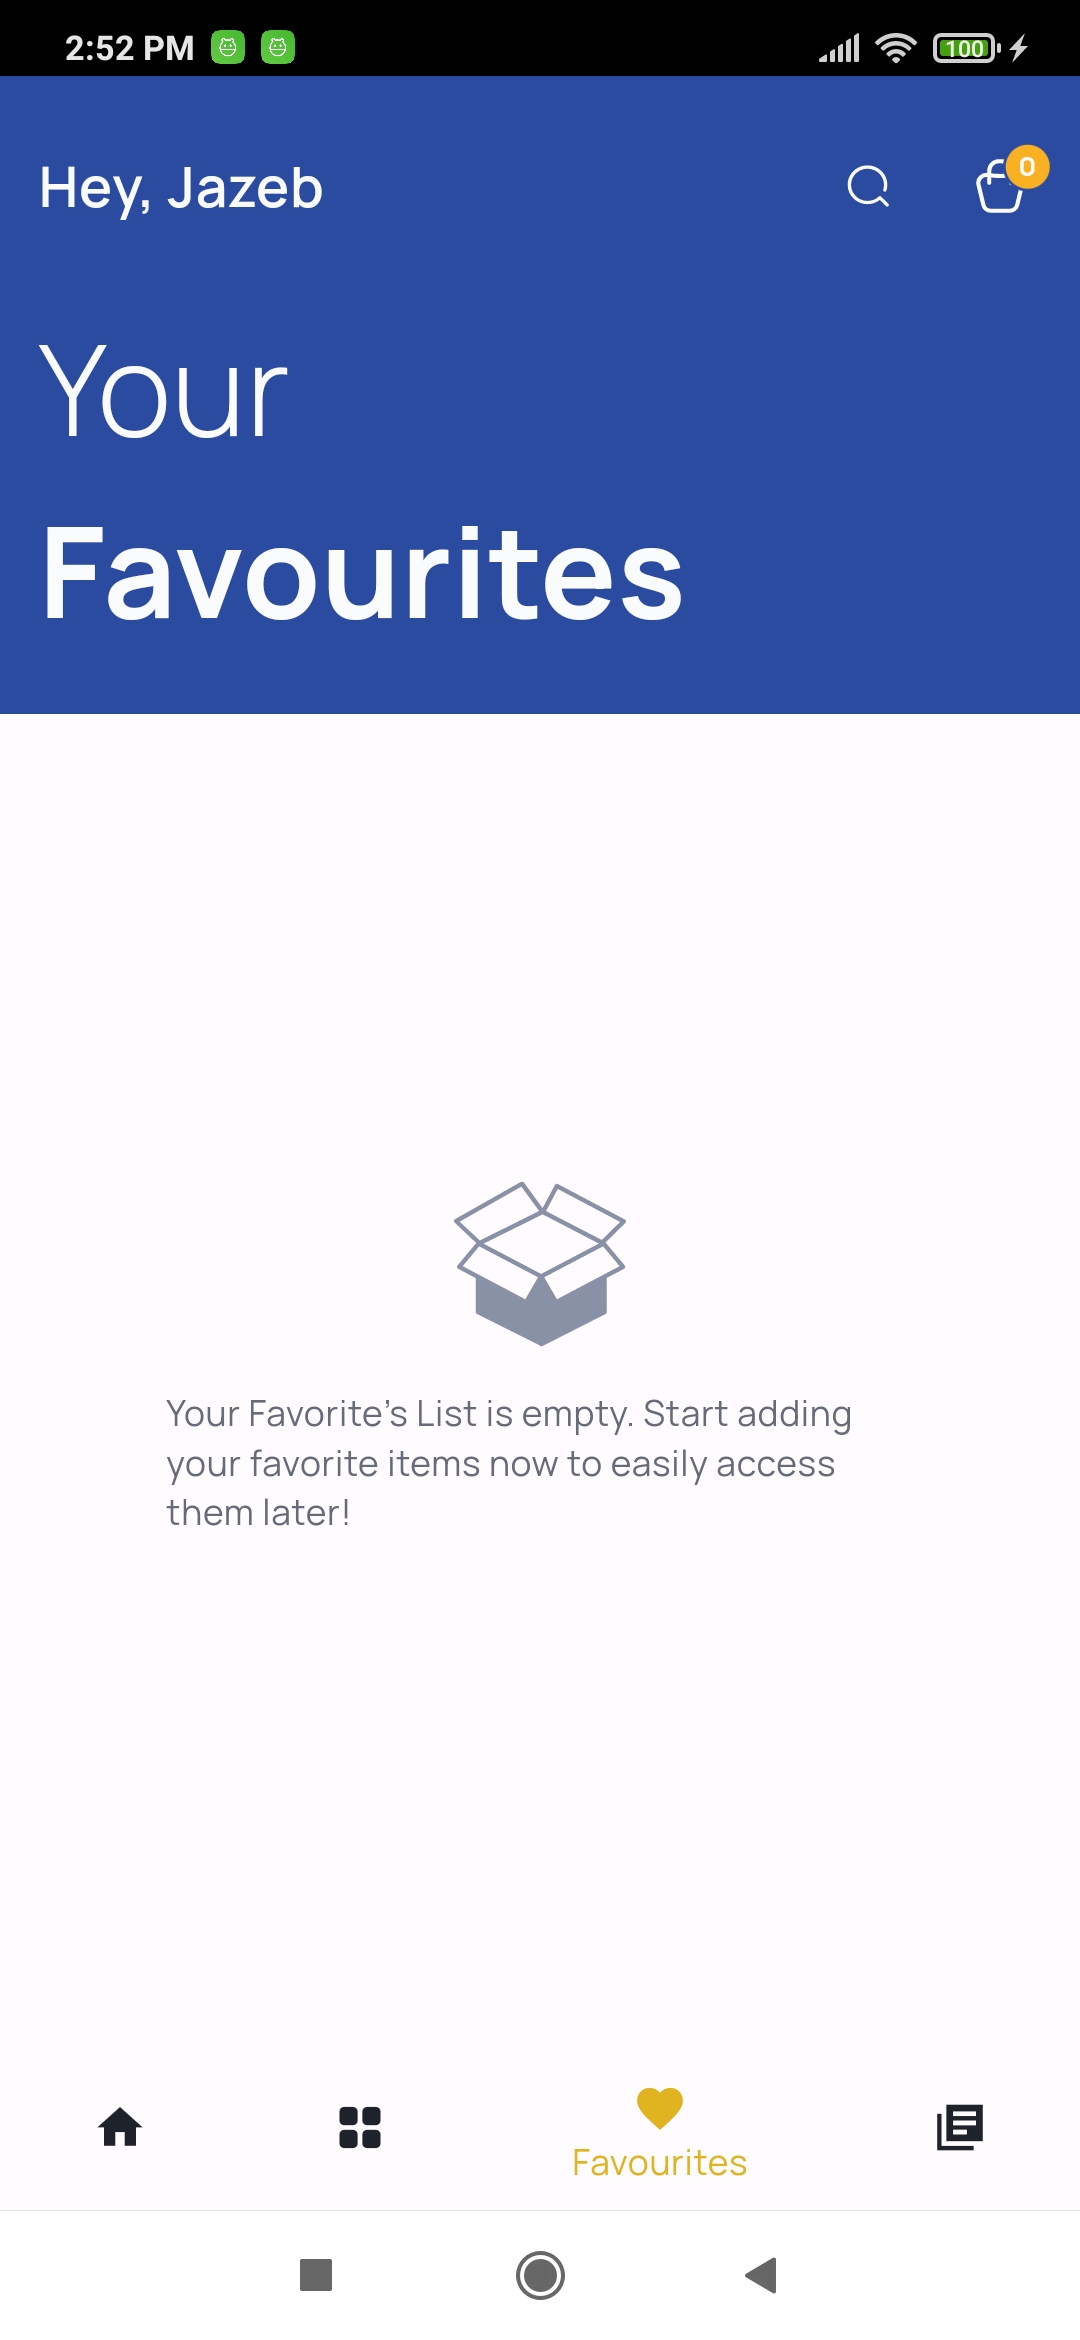 2:52 PM
100
Hey, Jazeb
0
Your
Favourites
Your Favorite's List is empty. Start adding
your favorite items now to easily access
them later!
Favourites